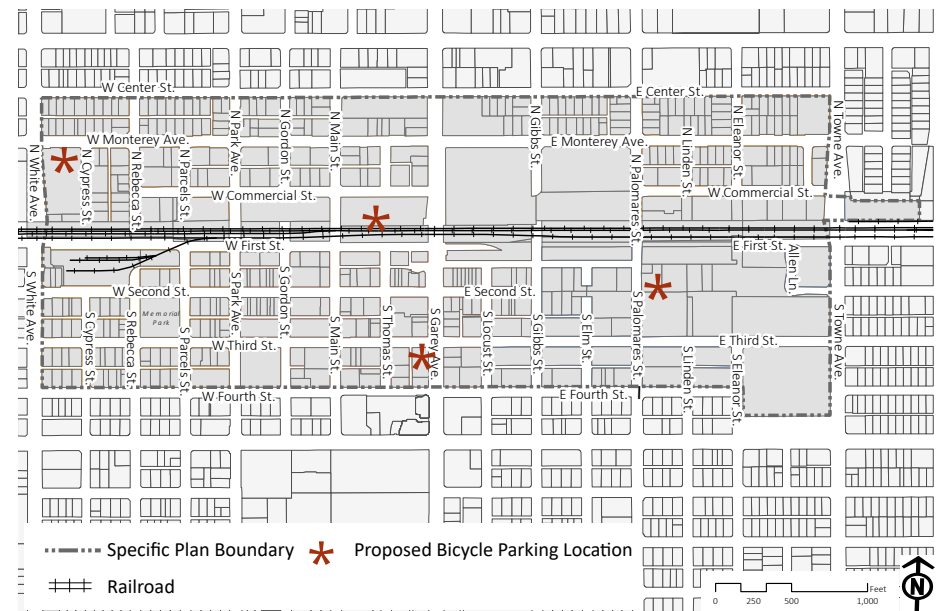 W Center St.
E Center St.
N White Ave.
N Cypress St.
N Rebecca St.
N Parcels St.
N Park Ave.
N Gordon St.
N Main St.
N Gibbs St.
N Palomares St.
N Linden St.
N Eleanor St.
N Towne Ave.
W Monterey Ave.
E Monterey Ave.
W Commercial St.
W Commercial St.
W First St.
E First St.
Allen Ln.
W Second St.
E Second St.
Memorial
Park
S White Ave.
S Cypress St.
S Rebecca St.
S Parcels St.
S Park Ave.
S Gordon St.
S Main St.
S Thomas St.
S Garey Ave.
S Locust St.
S Gibbs St.
S Elm St.
S Palomares St.
S Linden St.
S Eleanor St.
S Towne Ave.
W Third St.
E Third St.
W Fourth St.
E Fourth St.
Specific Plan Boundary
Proposed Bicycle Parking Location
Railroad
Feet
0 250 500 1,000
N